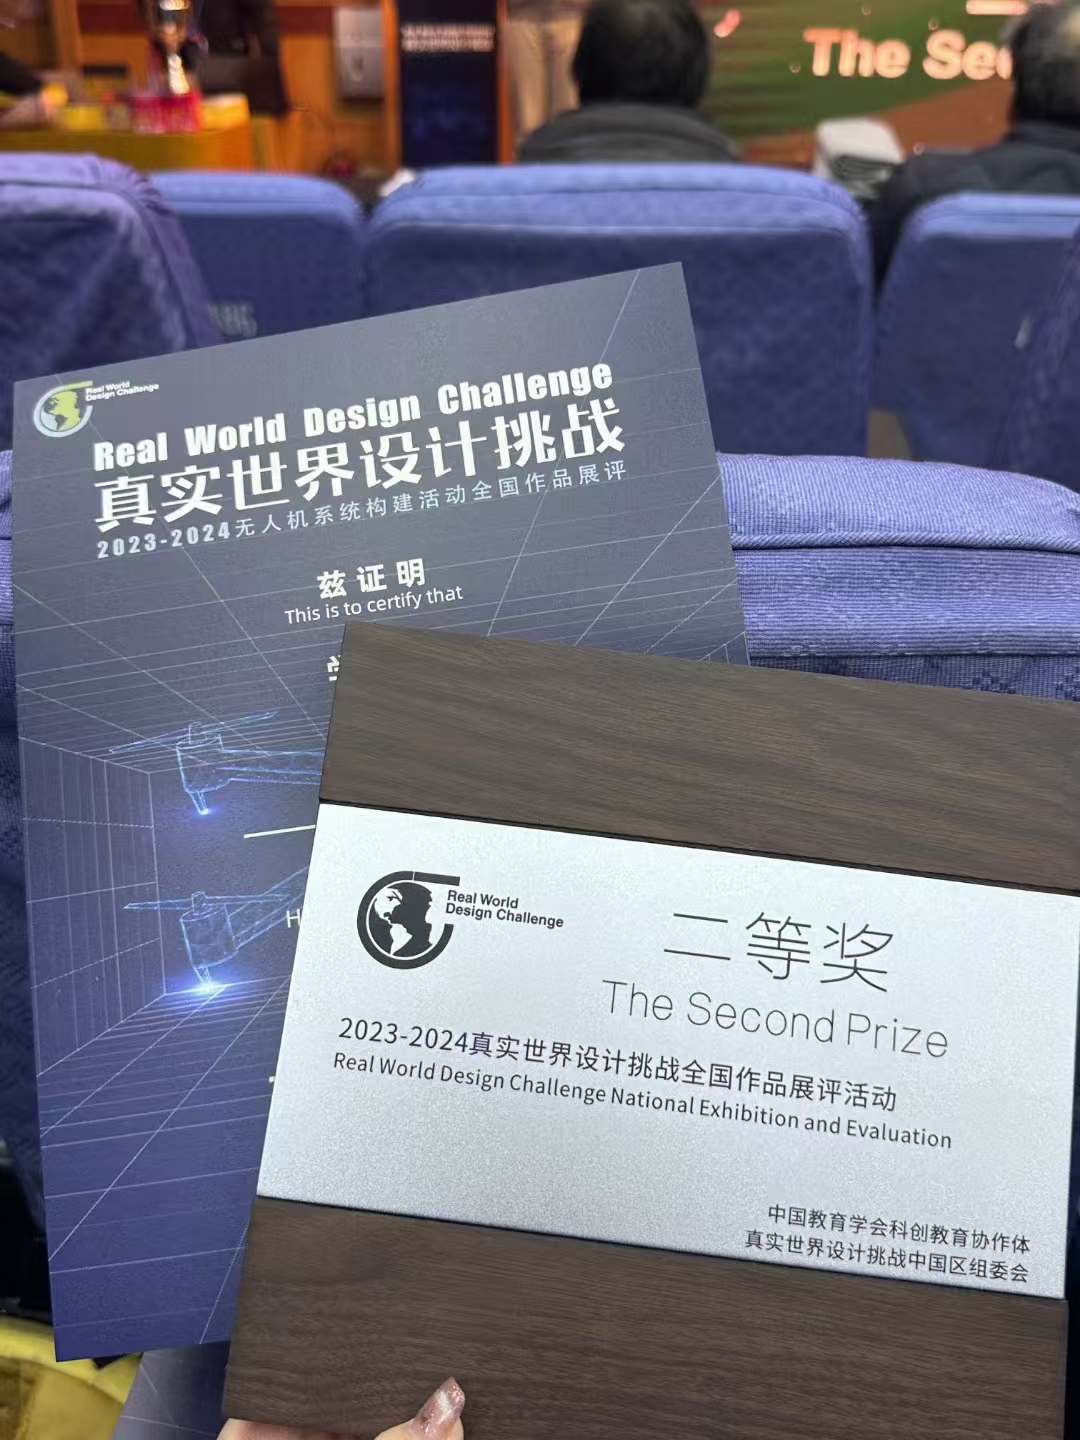 The Sec
Real World
Design Challenge
Real World Design Challenge
真实世界设计挑战
2023-2024无人机系统构建活动全国作品展评
兹证明
This is to certify that
H
Real World
Design Challenge
二等奖
The Second Prize
2023-2024真实世界设计挑战全国作品展评活动
Real World Design Challenge National Exhibition and Evaluation
中国教育学会科创教育协作体
真实世界设计挑战中国区组委会